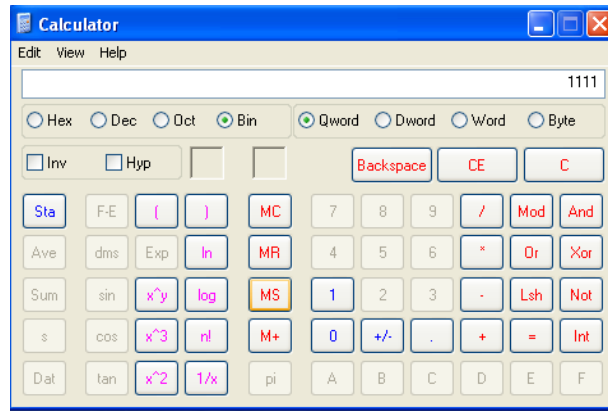 Calculator
Edit View Help
1111
Hex Dec Oct Bin Qword Dword Word Byte
Inv Hyp Backspace CE C
Sta F-E ( ) MC 7 8 9 / Mod And
Ave dms Exp ln MR 4 5 6 * Or Xor
Sum sin x^y log MS 1 2 3 - Lsh Not
s cos x^3 n! M+ 0 +/- . + = Int
Dat tan x^2 1/x pi A B C D E F